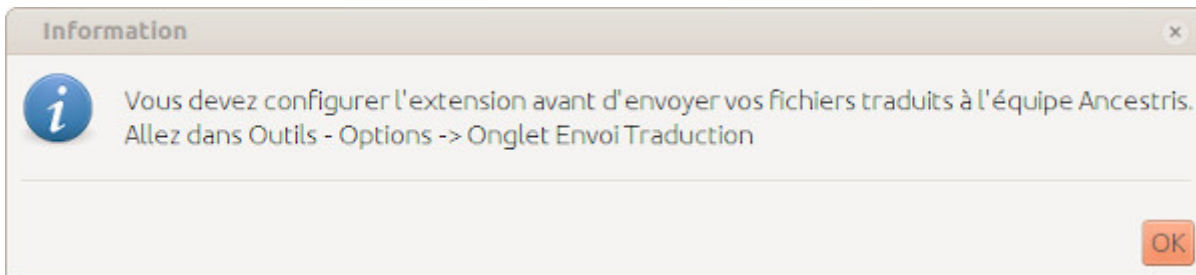 Information
Vous devez configurer l'extension avant d'envoyer vos fichiers traduits à l'équipe Ancestris.
Allez dans Outils - Options -> Onglet Envoi Traduction
OK